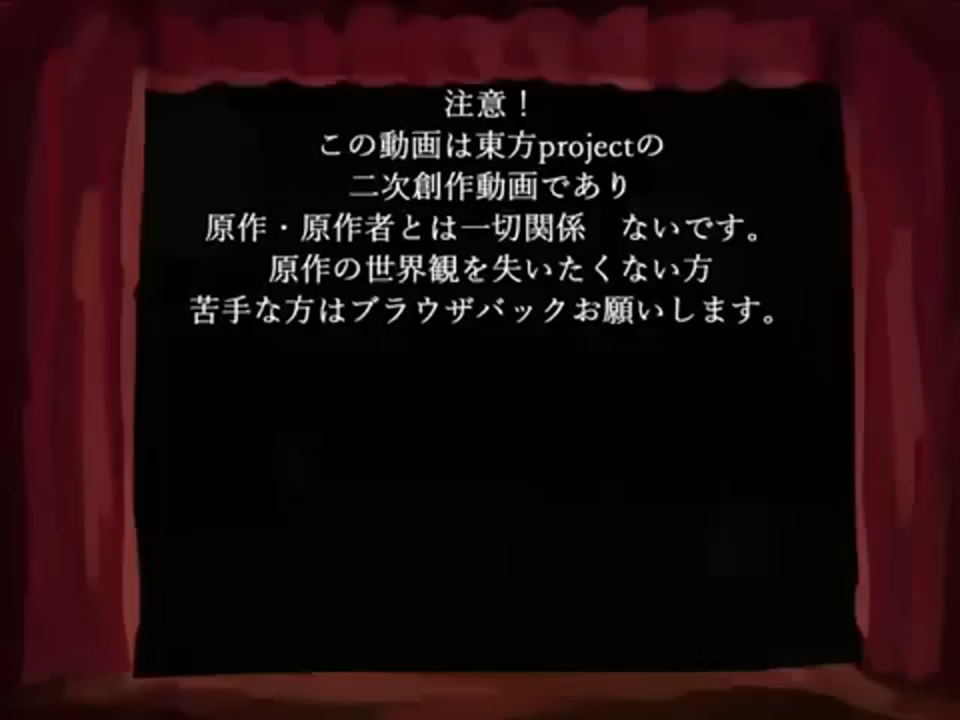 注意！
この動画は東方projectの
二次創作動画であり
原作・原作者とは一切関係　ないです。
原作の世界観を失いたくない方
苦手な方はブラウザバックお願いします。